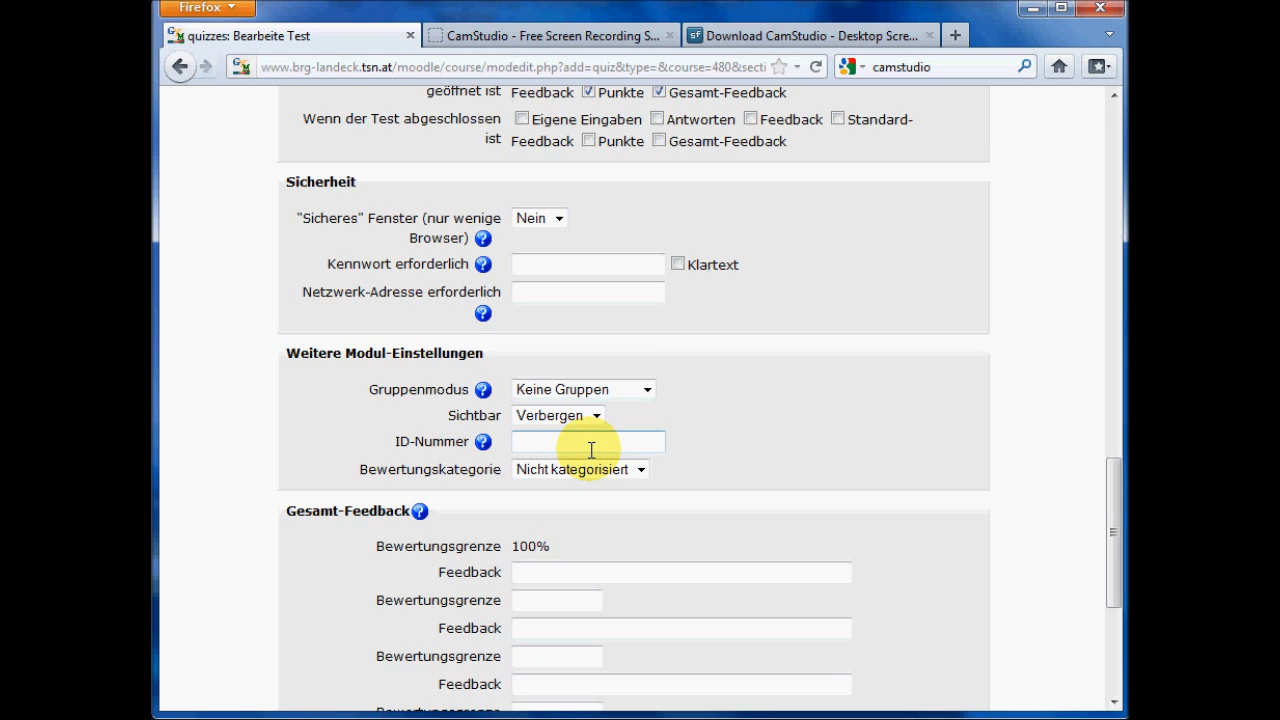 Firefox
quizzes: Bearbeite Test
CamStudio - Free Screen Recording S...
Download CamStudio - Desktop Scre...
www.brg-landeck.tsn.at/moodle/course/modedit.php?add=quiz&type=&course=480&secti
camstudio
geöffnet ist
Feedback Punkte Gesamt-Feedback
Wenn der Test abgeschlossen ist
Eigene Eingaben Antworten Feedback Standard-
Feedback Punkte Gesamt-Feedback
Sicherheit
"Sicheres" Fenster (nur wenige
Browser)
Nein
Kennwort erforderlich
Klartext
Netzwerk-Adresse erforderlich
Weitere Modul-Einstellungen
Gruppenmodus Keine Gruppen
Sichtbar Verbergen
ID-Nummer
Bewertungskategorie Nicht kategorisiert
Gesamt-Feedback
Bewertungsgrenze 100%
Feedback
Bewertungsgrenze
Feedback
Bewertungsgrenze
Feedback